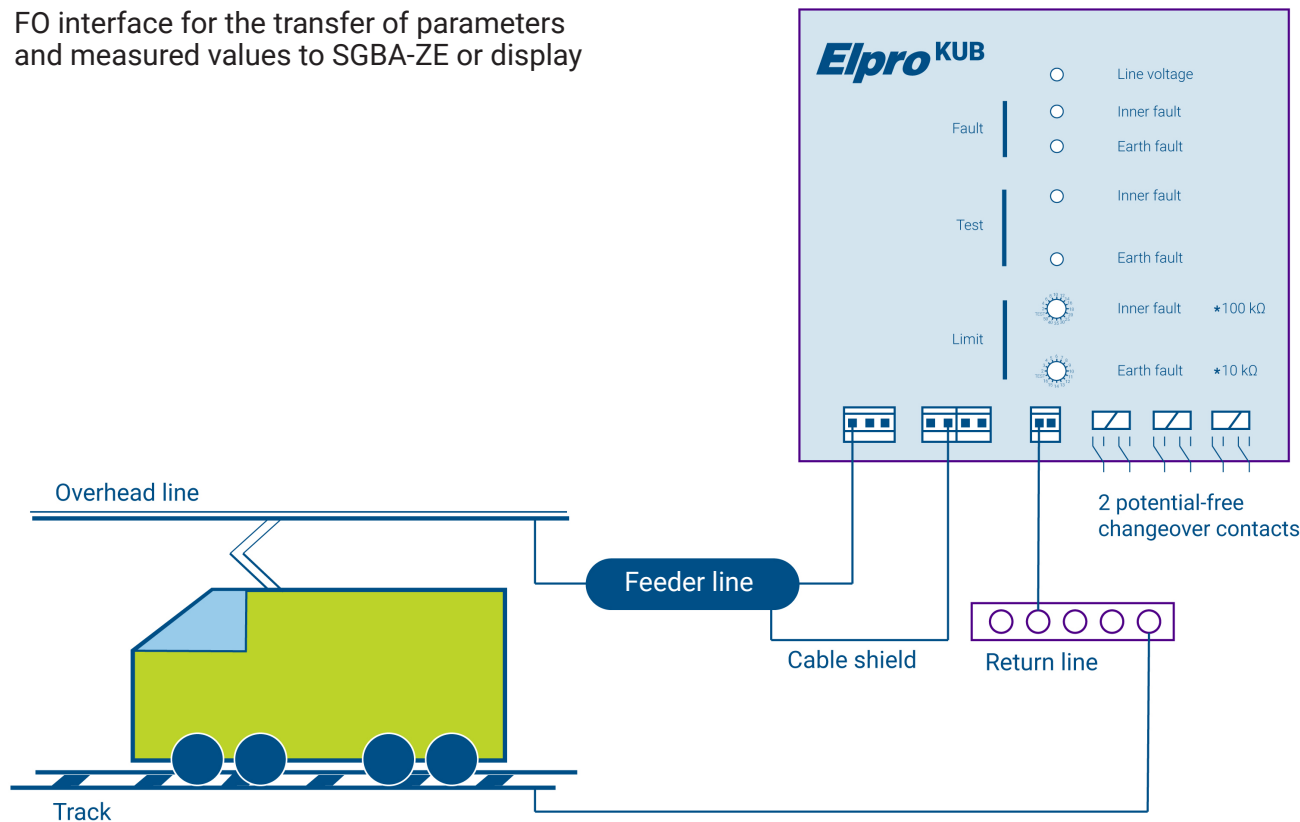 FO interface for the transfer of parameters
and measured values to SGBA-ZE or display
Elpro KUB
Line voltage
Fault
Inner fault
Earth fault
Test
Inner fault
Earth fault
Limit
Inner fault *100 kΩ
Earth fault *10 kΩ
2 potential-free
changeover contacts
Overhead line
Feeder line
Cable shield
Return line
Track